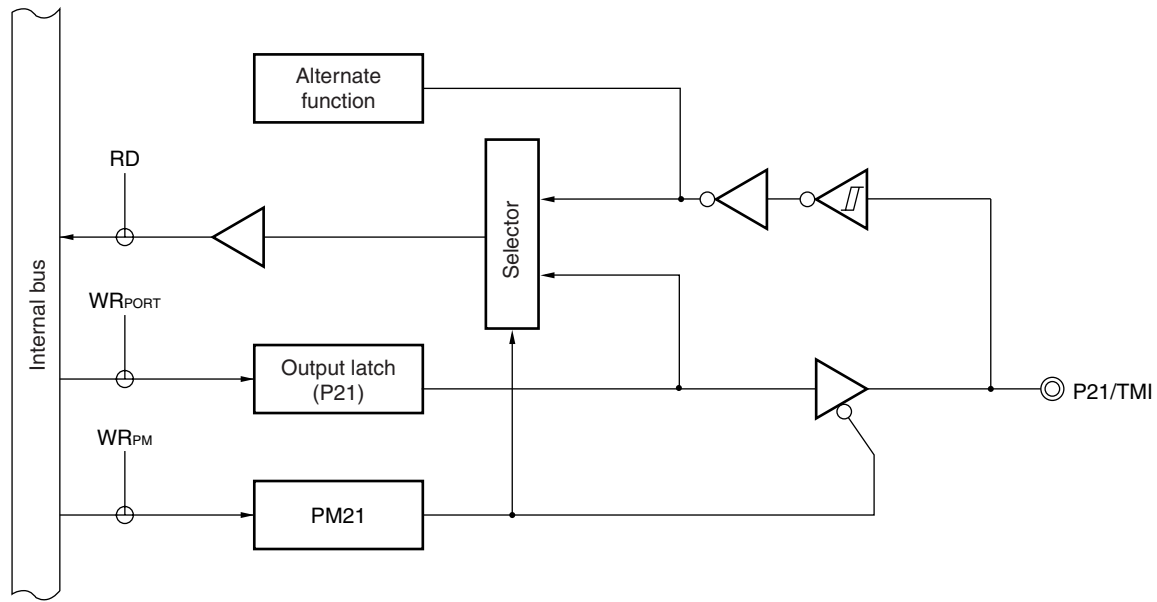 Alternate
function
RD
Selector
Internal bus
WRPORT
Output latch
(P21)
P21/TMI
WRPM
PM21